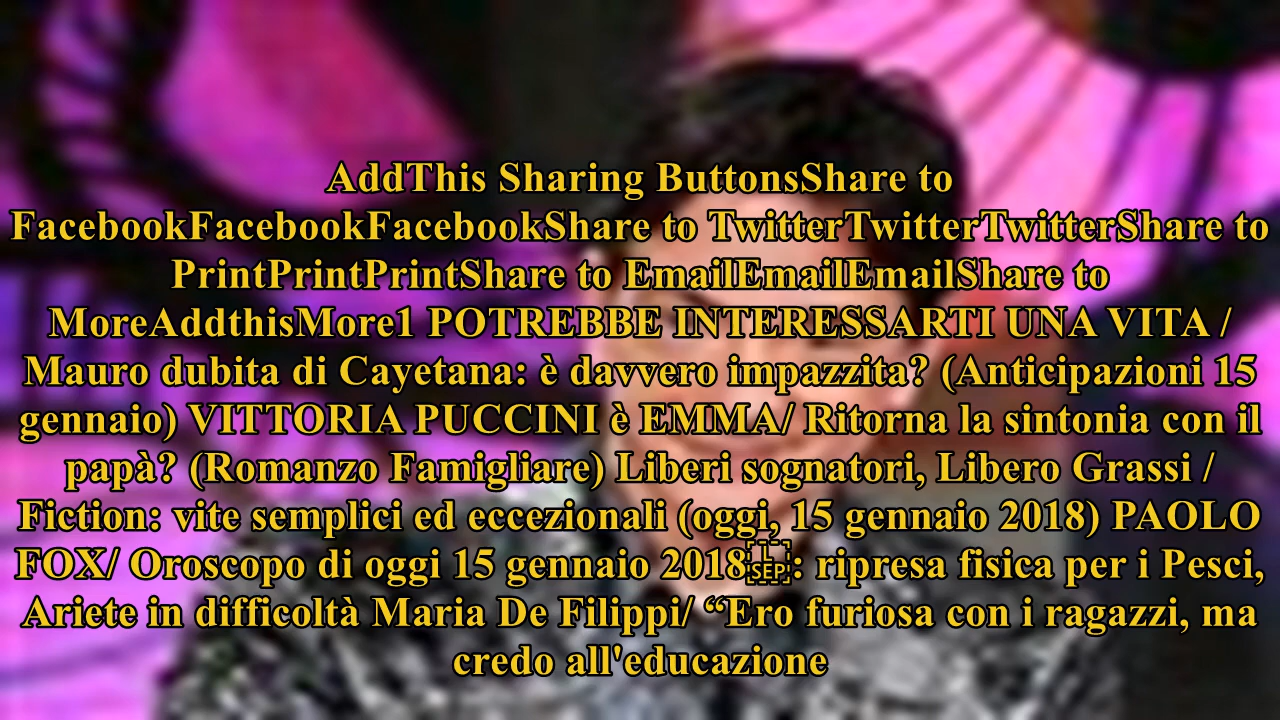 AddThis Sharing ButtonsShare to
FacebookFacebookFacebookShare to TwitterTwitterTwitterShare to
PrintPrintPrintShare to EmailEmailEmailShare to
MoreAddthisMore1 POTREBBE INTERESSARTI UNA VITA /
Mauro dubita di Cayetana: è davvero impazzita? (Anticipazioni 15
gennaio) VITTORIA PUCCINI è EMMA/ Ritorna la sintonia con il
papà? (Romanzo Famigliare) Liberi sognatori, Libero Grassi /
Fiction: vite semplici ed eccezionali (oggi, 15 gennaio 2018) PAOLO
FOX/ Oroscopo di oggi 15 gennaio 2018LSEP: ripresa fisica per i Pesci,
Ariete in difficoltà Maria De Filippi/ “Ero furiosa con i ragazzi, ma
credo all'educazione